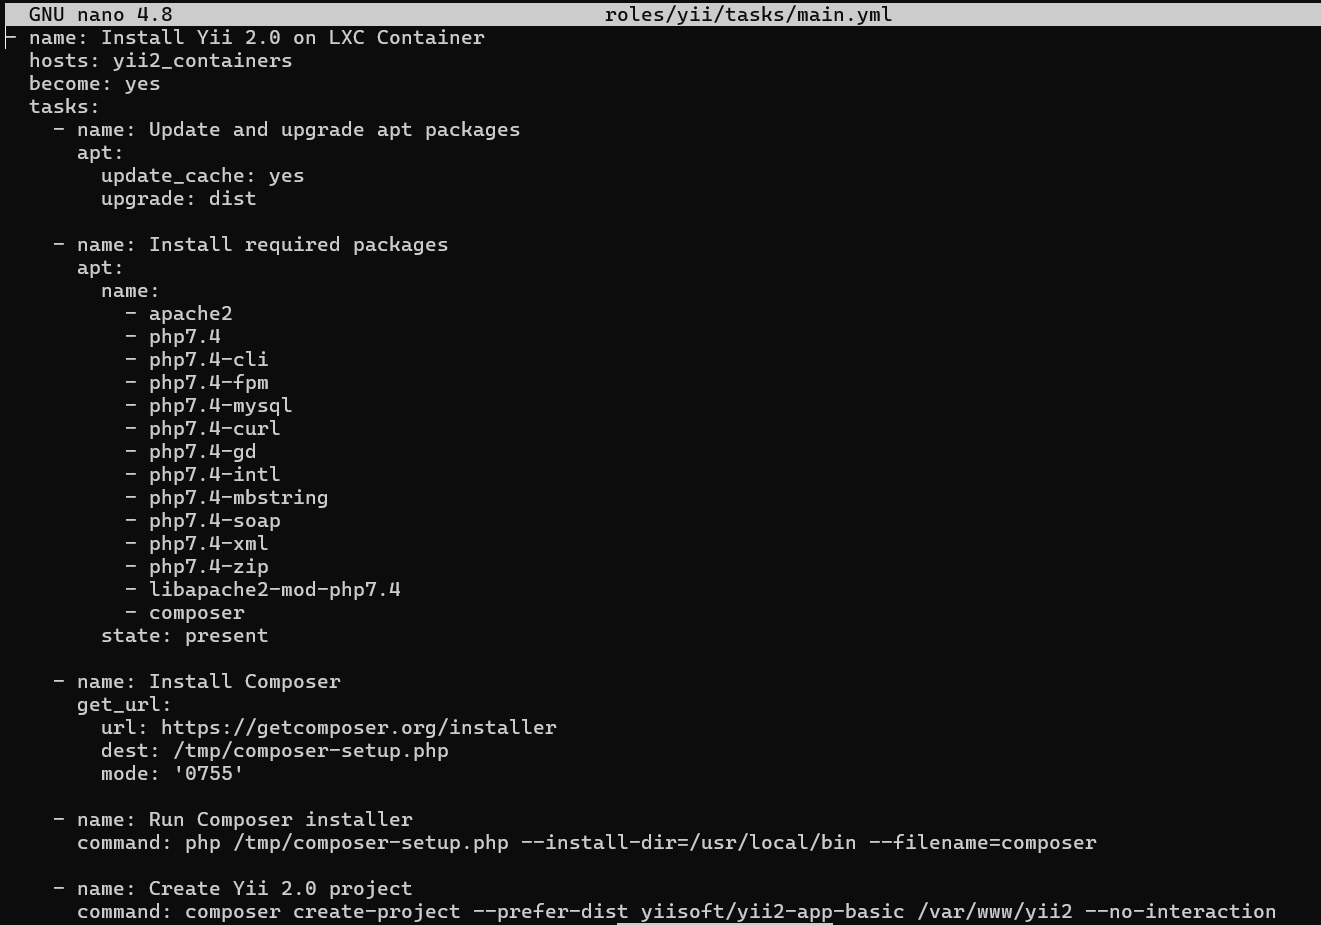 GNU nano 4.8 roles/yii/tasks/main.yml
- name: Install Yii 2.0 on LXC Container
  hosts: yii2_containers
  become: yes
  tasks:
    - name: Update and upgrade apt packages
      apt:
        update_cache: yes
        upgrade: dist

    - name: Install required packages
      apt:
        name:
          - apache2
          - php7.4
          - php7.4-cli
          - php7.4-fpm
          - php7.4-mysql
          - php7.4-curl
          - php7.4-gd
          - php7.4-intl
          - php7.4-mbstring
          - php7.4-soap
          - php7.4-xml
          - php7.4-zip
          - libapache2-mod-php7.4
          - composer
        state: present

    - name: Install Composer
      get_url:
        url: https://getcomposer.org/installer
        dest: /tmp/composer-setup.php
        mode: '0755'

    - name: Run Composer installer
      command: php /tmp/composer-setup.php --install-dir=/usr/local/bin --filename=composer

    - name: Create Yii 2.0 project
      command: composer create-project --prefer-dist yiisoft/yii2-app-basic /var/www/yii2 --no-interaction